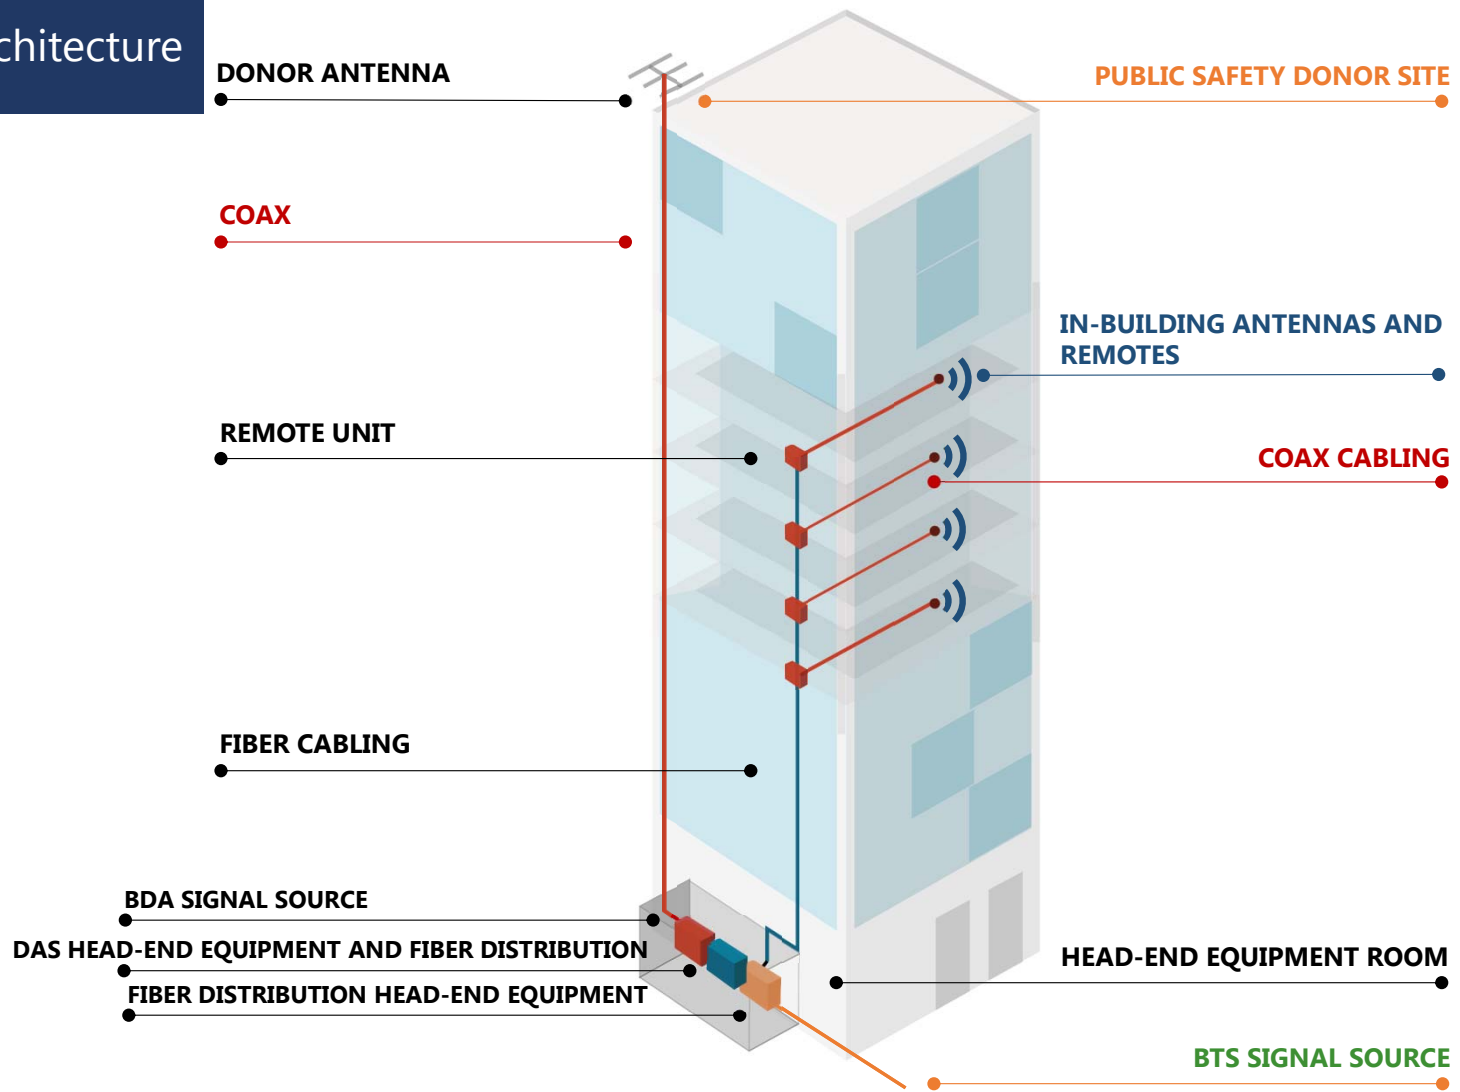 chitecture
DONOR ANTENNA
PUBLIC SAFETY DONOR SITE
COAX
IN-BUILDING ANTENNAS AND
REMOTES
REMOTE UNIT
COAX CABLING
FIBER CABLING
BDA SIGNAL SOURCE
DAS HEAD-END EQUIPMENT AND FIBER DISTRIBUTION
HEAD-END EQUIPMENT ROOM
FIBER DISTRIBUTION HEAD-END EQUIPMENT
BTS SIGNAL SOURCE